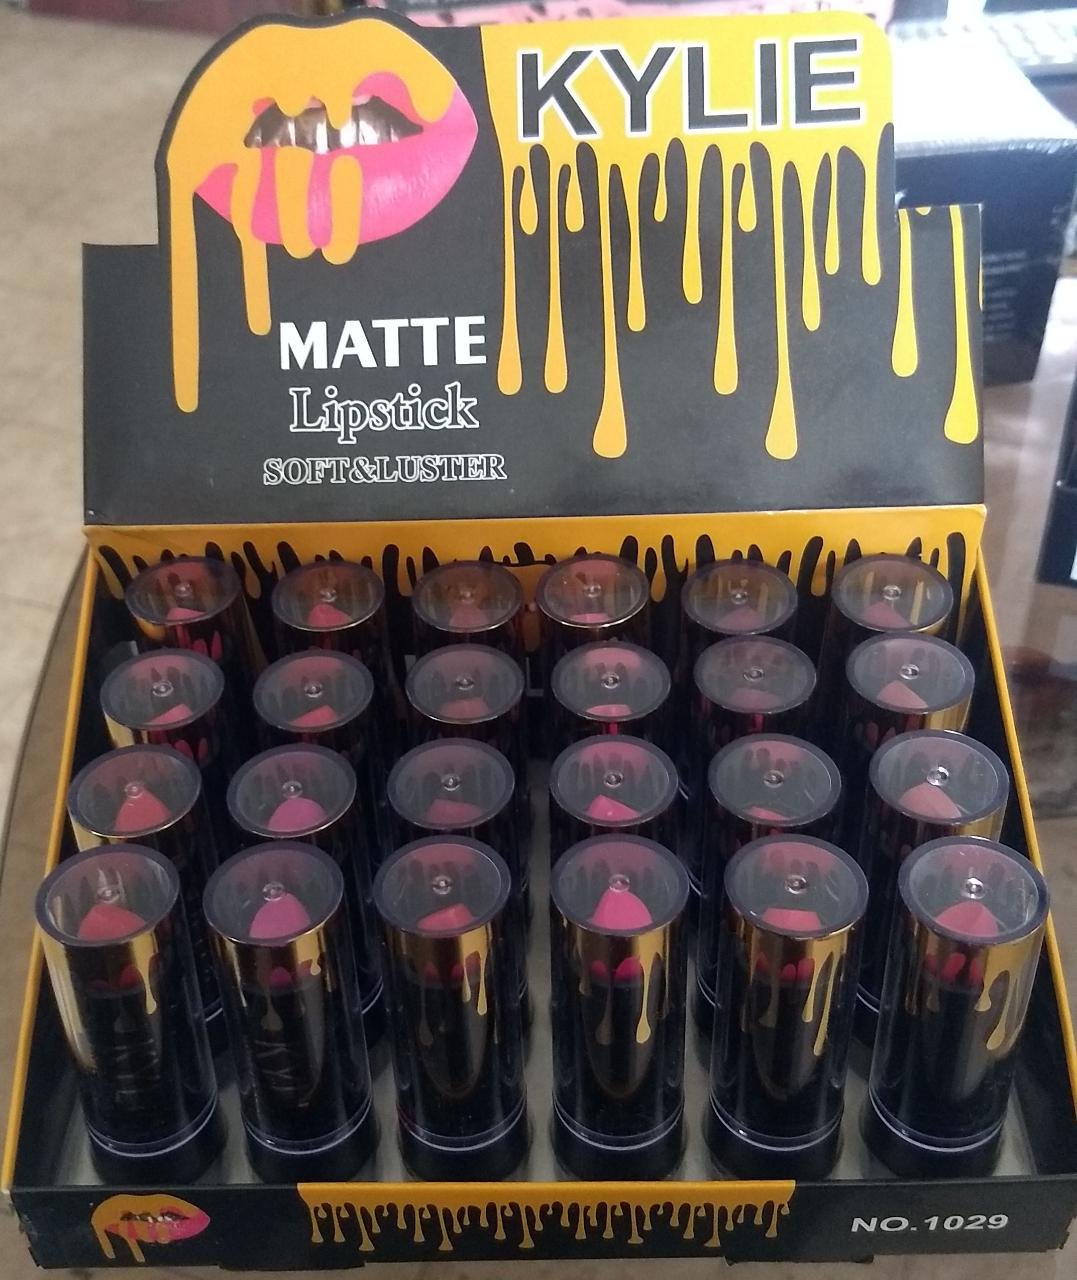 KYLIE
MATTE
Lipstick
SOFT&LUSTER
NO.1029